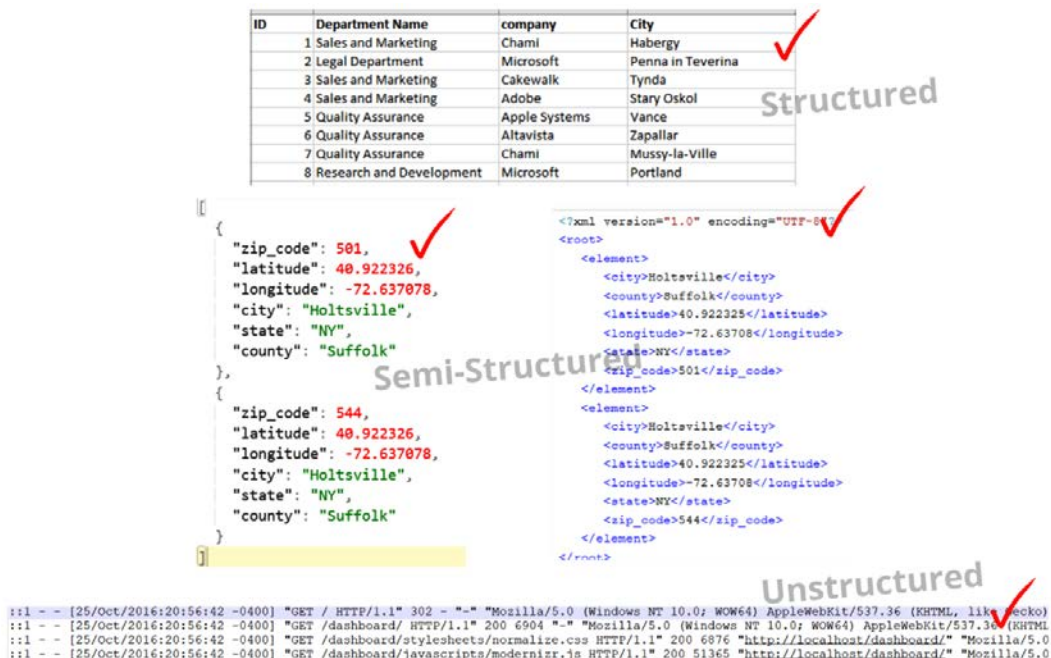 ID Department Name company City
1 Sales and Marketing Chami Habergy
2 Legal Department Microsoft Penna in Teverina
3 Sales and Marketing Cakewalk Tynda
4 Sales and Marketing Adobe Stary Oskol
5 Quality Assurance Apple Systems Vance
6 Quality Assurance Altavista Zapallar
7 Quality Assurance Chami Mussy-la-Ville
8 Research and Development Microsoft Portland
Structured
[
{
"zip_code": 501,
"latitude": 40.922326,
"longitude": -72.637078,
"city": "Holtsville",
"state": "NY",
"county": "Suffolk"
},
{
"zip_code": 544,
"latitude": 40.922326,
"longitude": -72.637078,
"city": "Holtsville",
"state": "NY",
"county": "Suffolk"
}
]
<?xml version="1.0" encoding="UTF-8"?
<root>
<element>
<city>Holtsville</city>
<county>Suffolk</county>
<latitude>40.922325</latitude>
<longitude>-72.63708</longitude>
<state>NY</state>
<zip_code>501</zip_code>
</element>
<element>
<city>Holtsville</city>
<county>Suffolk</county>
<latitude>40.922325</latitude>
<longitude>-72.63708</longitude>
<state>NY</state>
<zip_code>544</zip_code>
</element>
</root>
Semi-Structured
Unstructured
::1 - - [25/Oct/2016:20:56:42 -0400] "GET / HTTP/1.1" 302 - "-" "Mozilla/5.0 (Windows NT 10.0; WOW64) AppleWebKit/537.36 (KHTML, like Gecko)
::1 - - [25/Oct/2016:20:56:42 -0400] "GET /dashboard/ HTTP/1.1" 200 6904 "-" "Mozilla/5.0 (Windows NT 10.0; WOW64) AppleWebKit/537.36 (KHTML
::1 - - [25/Oct/2016:20:56:42 -0400] "GET /dashboard/stylesheets/normalize.css HTTP/1.1" 200 6876 "http://localhost/dashboard/" "Mozilla/5.0
::1 - - [25/Oct/2016:20:56:42 -0400] "GET /dashboard/javascripts/modernizr.js HTTP/1.1" 200 51365 "http://localhost/dashboard/" "Mozilla/5.0